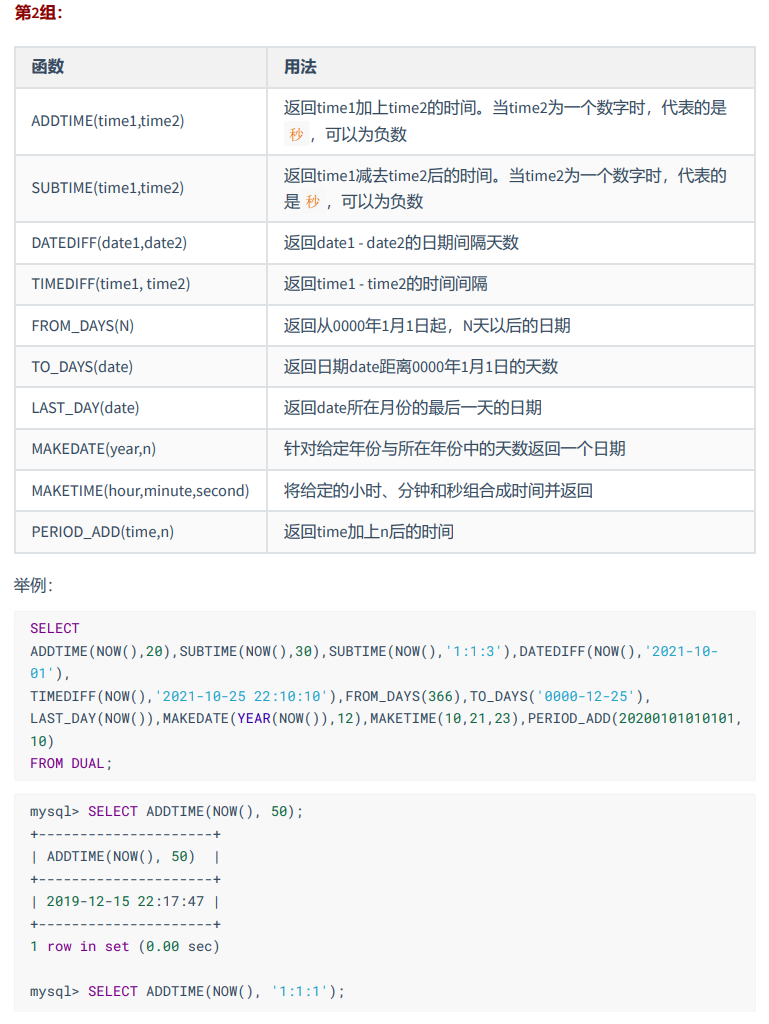 第2组：
函数 用法
ADDTIME(time1,time2) 返回time1加上time2的时间。当time2为一个数字时，代表的是
秒 ，可以为负数
SUBTIME(time1,time2) 返回time1减去time2后的时间。当time2为一个数字时，代表的
是 秒 ，可以为负数
DATEDIFF(date1,date2) 返回date1 - date2的日期间隔天数
TIMEDIFF(time1, time2) 返回time1 - time2的时间间隔
FROM_DAYS(N) 返回从0000年1月1日起，N天以后的日期
TO_DAYS(date) 返回日期date距离0000年1月1日的天数
LAST_DAY(date) 返回date所在月份的最后一天的日期
MAKEDATE(year,n) 针对给定年份与所在年份中的天数返回一个日期
MAKETIME(hour,minute,second) 将给定的小时、分钟和秒组合成时间并返回
PERIOD_ADD(time,n) 返回time加上n后的时间
举例：
SELECT
ADDTIME(NOW(),20),SUBTIME(NOW(),30),SUBTIME(NOW(),'1:1:3'),DATEDIFF(NOW(),'2021-10-
01'),
TIMEDIFF(NOW(),'2021-10-25 22:10:10'),FROM_DAYS(366),TO_DAYS('0000-12-25'),
LAST_DAY(NOW()),MAKEDATE(YEAR(NOW()),12),MAKETIME(10,21,23),PERIOD_ADD(20200101010101,
10)
FROM DUAL;
mysql> SELECT ADDTIME(NOW(), 50);
+---------------------+
| ADDTIME(NOW(), 50)  |
+---------------------+
| 2019-12-15 22:17:47 |
+---------------------+
1 row in set (0.00 sec)
mysql> SELECT ADDTIME(NOW(), '1:1:1');